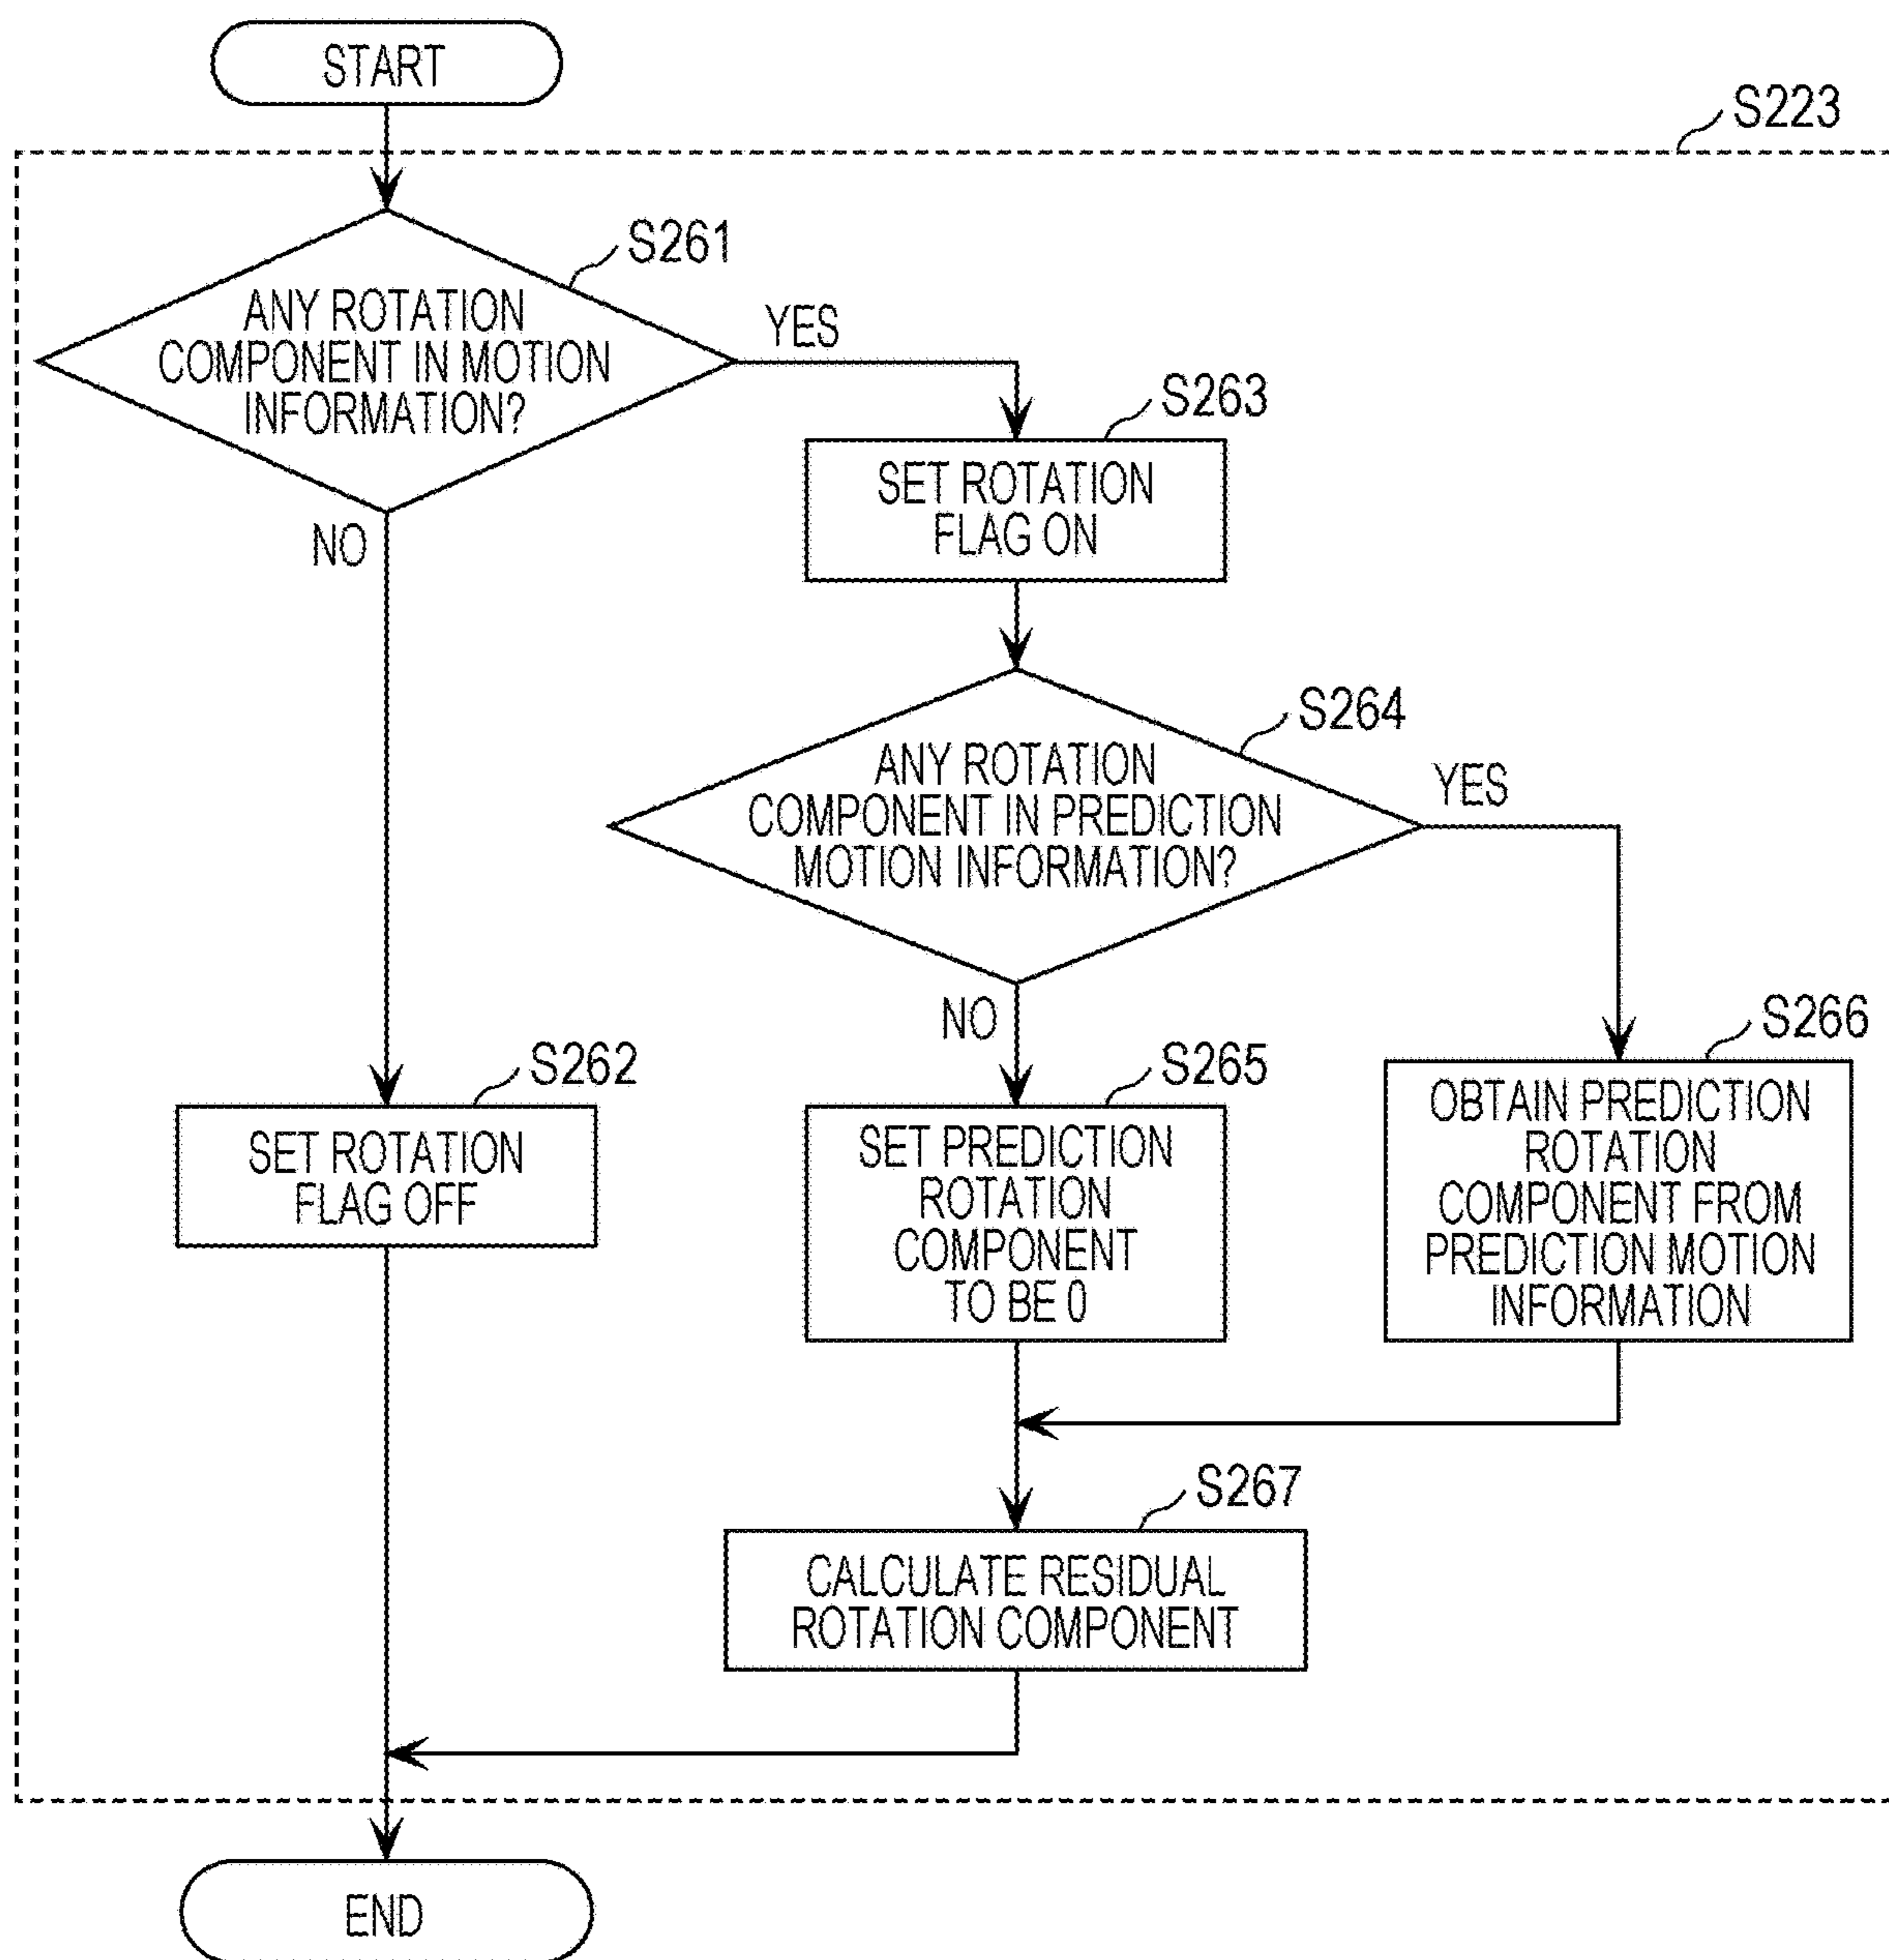 START
S223
S261
ANY ROTATION
COMPONENT IN MOTION
INFORMATION?
YES
NO
S263
SET ROTATION
FLAG ON
S264
ANY ROTATION
COMPONENT IN PREDICTION
MOTION INFORMATION?
YES
NO
S262
SET ROTATION
FLAG OFF
S265
SET PREDICTION
ROTATION
COMPONENT
TO BE 0
S266
OBTAIN PREDICTION
ROTATION
COMPONENT FROM
PREDICTION MOTION
INFORMATION
S267
CALCULATE RESIDUAL
ROTATION COMPONENT
END